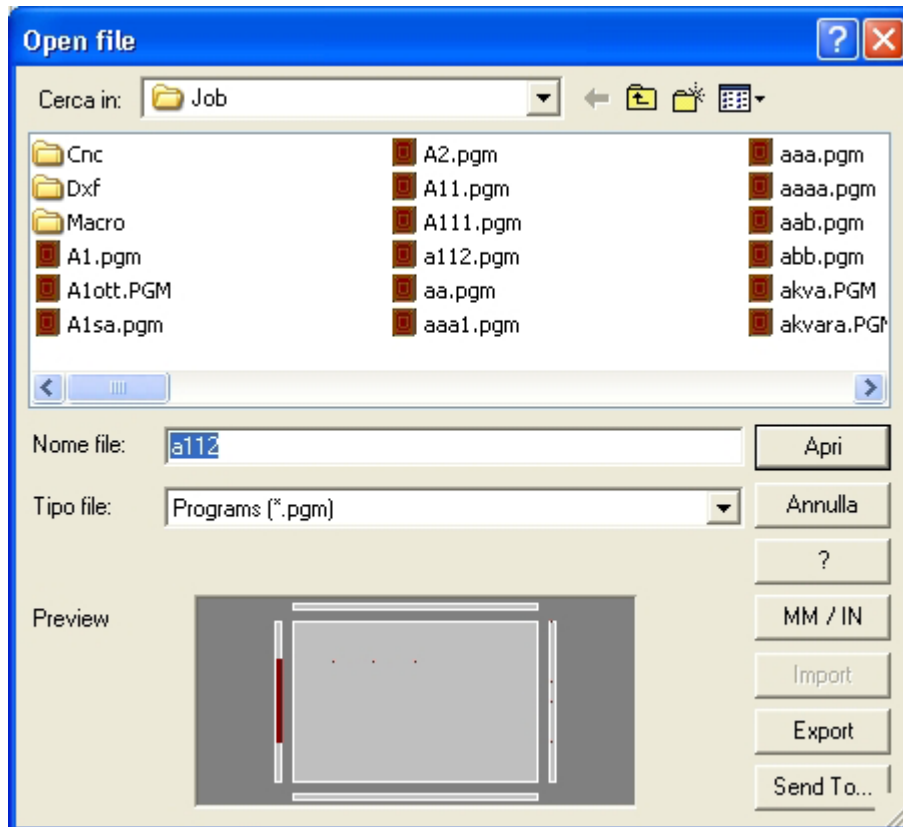 Open file
Cerca in: Job
Cnc
Dxf
Macro
A1.pgm
A1ott.PGM
A1sa.pgm
A2.pgm
A11.pgm
A111.pgm
a112.pgm
aa.pgm
aaa1.pgm
aaa.pgm
aaaa.pgm
aab.pgm
abb.pgm
akva.PGM
akvara.PGM
Nome file: a112
Apri
Tipo file: Programs (*.pgm)
Annulla
?
Preview
MM / IN
Import
Export
Send To...